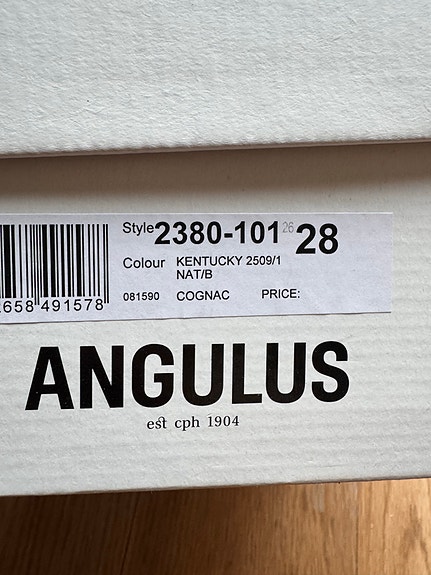 Style 2380-101 26 28
Colour KENTUCKY 2509/1
NAT/B
081590 COGNAC PRICE:
658 491578
ANGULUS
est cph 1904